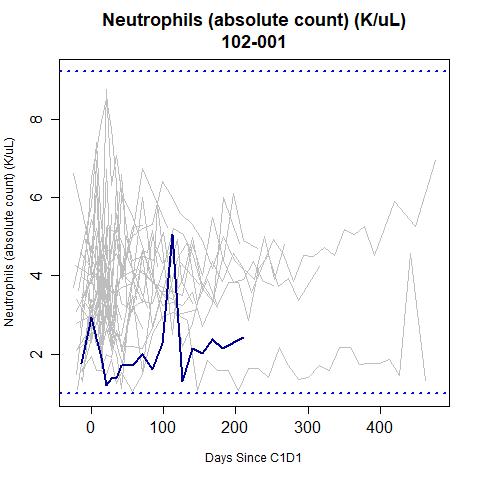 Neutrophils (absolute count) (K/uL)
102-001
Neutrophils (absolute count) (K/uL)
8
6
4
2
0 100 200 300 400
Days Since C1D1